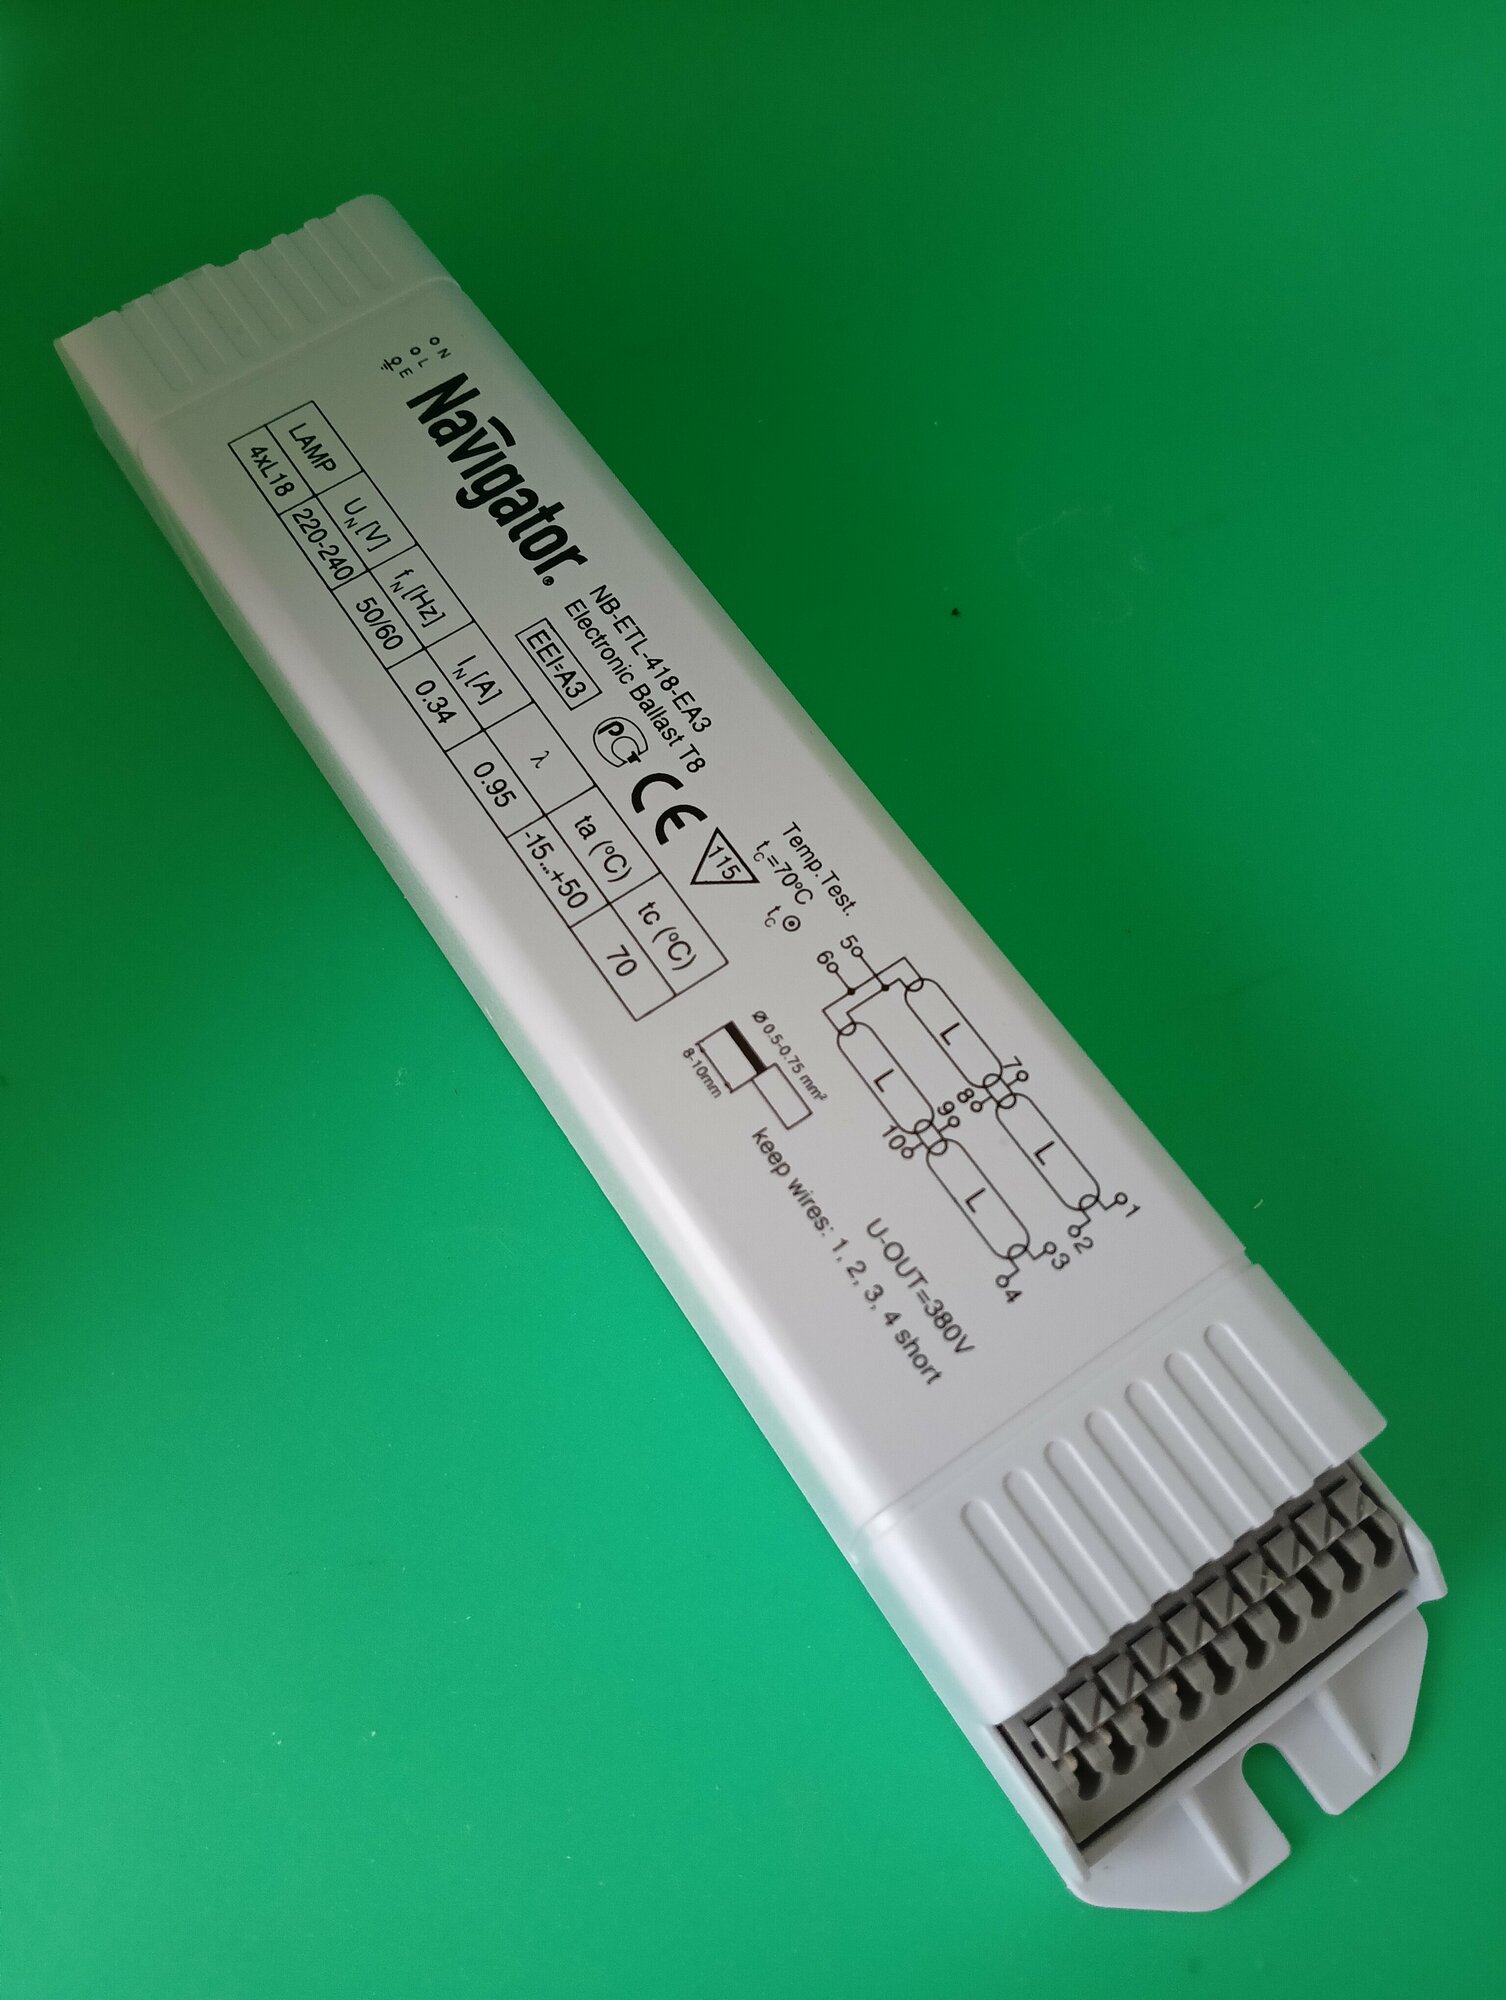 N
L
E
Navigator®
NB-ETL-418-EA3
Electronic Ballast T8
EEI=A3
CE
115
LAMP UN [V] fN [Hz] IN [A] λ ta (°C) tc (°C)
4xL18 220-240 50/60 0.34 0.95 -15...+50 70
Temp.Test.
tc=70°C
tc
Ø 0.5-0.75 mm²
8-10mm
5
6
L
L
7
8
9
10
L
L
1
2
3
4
U-OUT=380V
keep wires: 1, 2, 3, 4 short